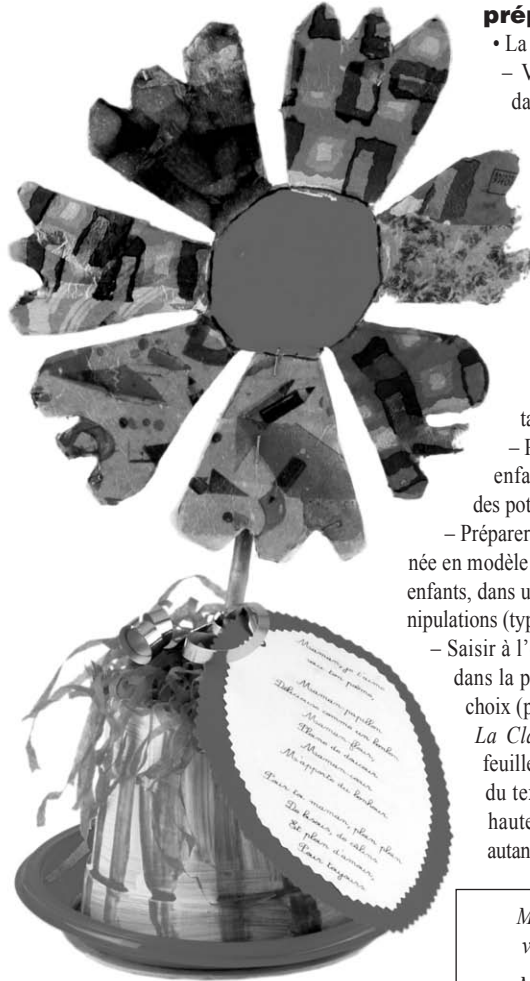 prép
• La
– V
da
ta
– P
enfa
des pot
– Préparer
née en modèle
enfants, dans u
nipulations (typ
– Saisir à l’
dans la p
choix (p
La Cla
feuille
du tex
haute
autan
M
v
Maman, je t'aime
voici ton poème,
Maman papillon
Délicieux comme un bonbon
Maman fleur,
Pleine de douceur
Maman cœur
M'apporte du bonheur
Pour ta maman, plein plein
De bisous, de câlins
Et plein d'amour,
Pour toujours